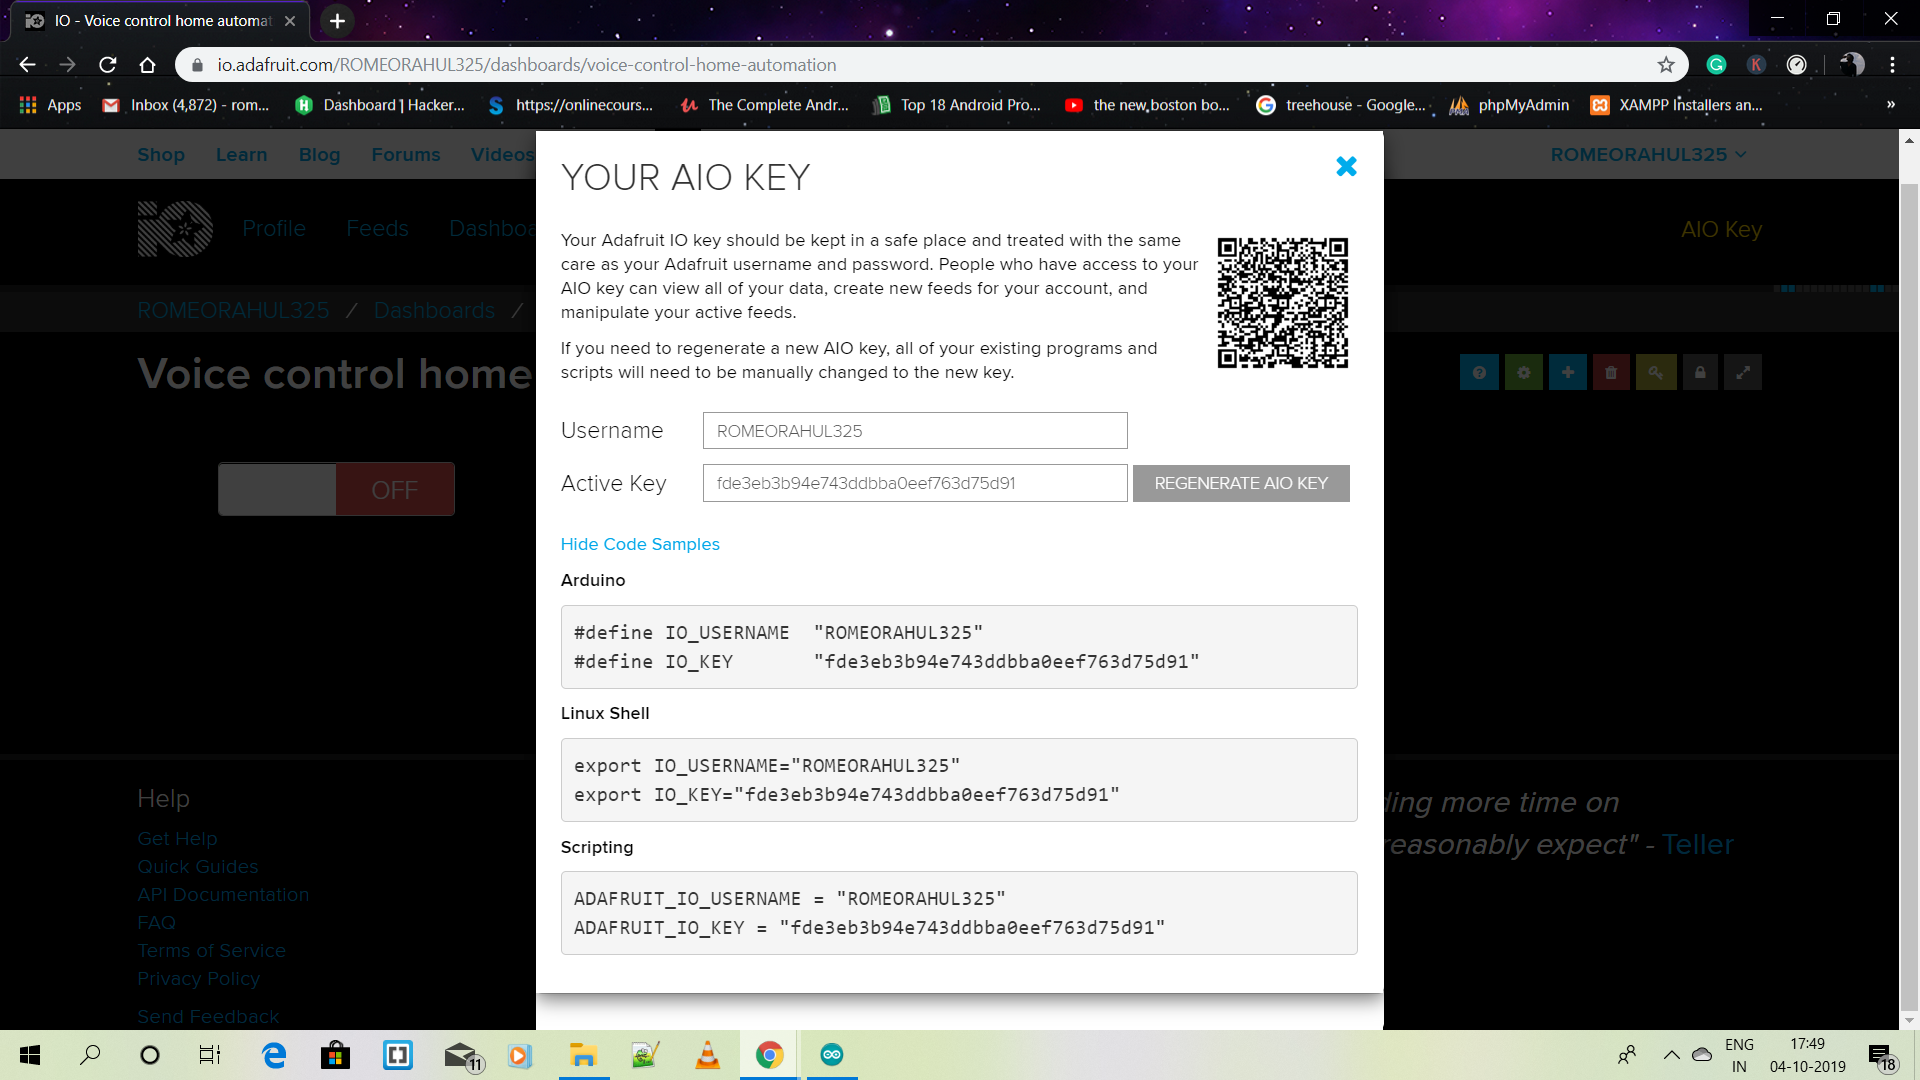 IO - Voice control home automat
io.adafruit.com/ROMEORAHUL325/dashboards/voice-control-home-automation
Apps
Inbox (4,872) - rom...
Dashboard | Hacker...
https://onlinecours...
The Complete Andr...
Top 18 Android Pro...
the new boston bo...
treehouse - Google...
phpMyAdmin
XAMPP Installers an...
»
Shop
Learn
Blog
Forums
Videos
ROMEORAHUL325
Profile
Feeds
Dashboa
AIO Key
ROMEORAHUL325 / Dashboards /
Voice control home
OFF
YOUR AIO KEY
Your Adafruit IO key should be kept in a safe place and treated with the same
care as your Adafruit username and password. People who have access to your
AIO key can view all of your data, create new feeds for your account, and
manipulate your active feeds.
If you need to regenerate a new AIO key, all of your existing programs and
scripts will need to be manually changed to the new key.
Username
ROMEORAHUL325
Active Key
fde3eb3b94e743ddbba0eef763d75d91
REGENERATE AIO KEY
Hide Code Samples
Arduino
#define IO_USERNAME  "ROMEORAHUL325"
#define IO_KEY       "fde3eb3b94e743ddbba0eef763d75d91"
Linux Shell
export IO_USERNAME="ROMEORAHUL325"
export IO_KEY="fde3eb3b94e743ddbba0eef763d75d91"
Scripting
ADAFRUIT_IO_USERNAME = "ROMEORAHUL325"
ADAFRUIT_IO_KEY = "fde3eb3b94e743ddbba0eef763d75d91"
Help
Get Help
Quick Guides
API Documentation
FAQ
Terms of Service
Privacy Policy
Send Feedback
ding more time on
reasonably expect" - Teller
11
ENG
IN
17:49
04-10-2019
18